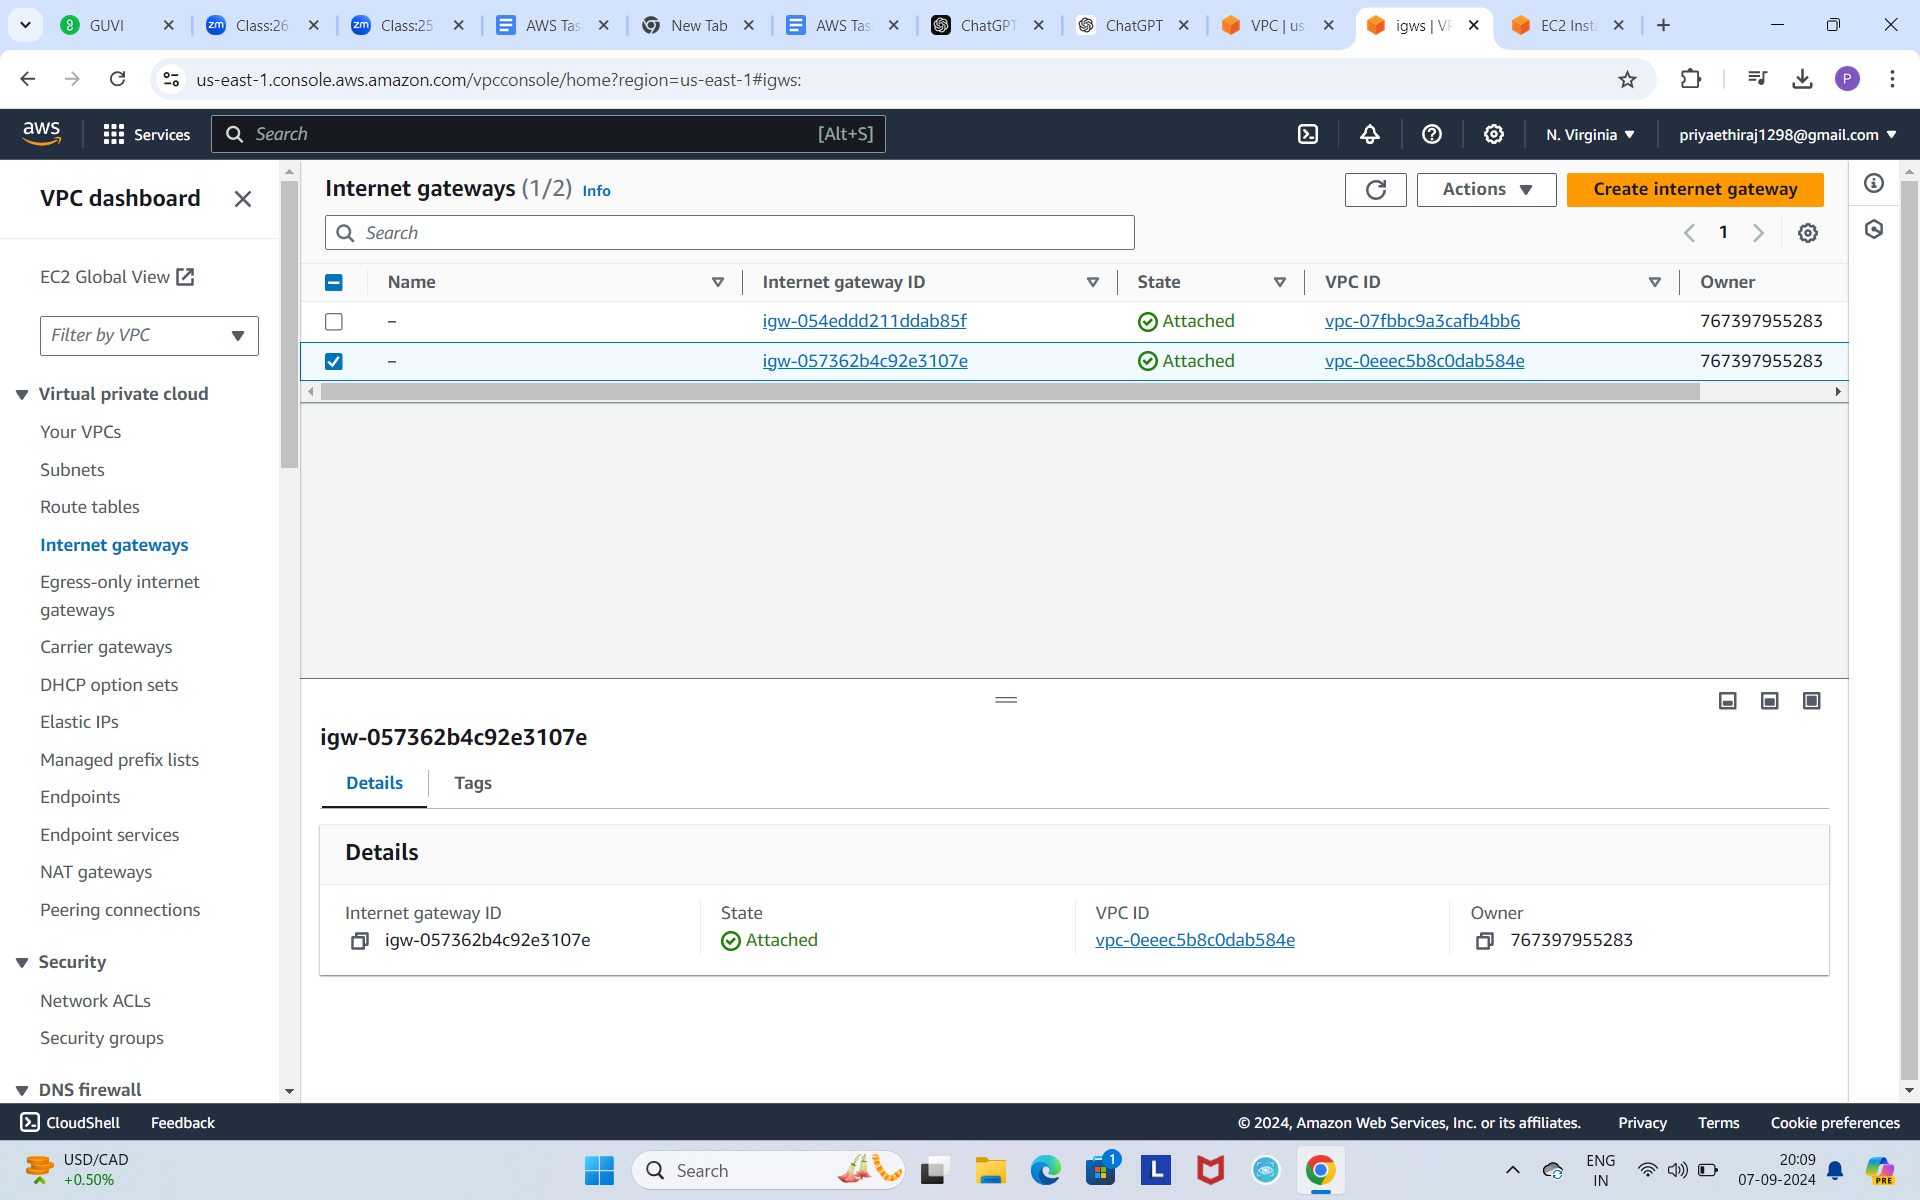 GUVI
Class:26
Class:25
AWS Tas
New Tab
AWS Tas
ChatGPT
ChatGPT
VPC | us-
igws | VP
EC2 Insta
us-east-1.console.aws.amazon.com/vpcconsole/home?region=us-east-1#igws:
P
aws
Services
Search
[Alt+S]
N. Virginia
priyaethiraj1298@gmail.com
VPC dashboard
EC2 Global View
Filter by VPC
Virtual private cloud
Your VPCs
Subnets
Route tables
Internet gateways
Egress-only internet
gateways
Carrier gateways
DHCP option sets
Elastic IPs
Managed prefix lists
Endpoints
Endpoint services
NAT gateways
Peering connections
Security
Network ACLs
Security groups
DNS firewall
Internet gateways (1/2) Info
Actions
Create internet gateway
Search
1
Name Internet gateway ID State VPC ID Owner
– igw-054eddd211ddab85f Attached vpc-07fbbc9a3cafb4bb6 767397955283
– igw-057362b4c92e3107e Attached vpc-0eeec5b8c0dab584e 767397955283
igw-057362b4c92e3107e
Details Tags
Details
Internet gateway ID State VPC ID Owner
igw-057362b4c92e3107e Attached vpc-0eeec5b8c0dab584e 767397955283
CloudShell Feedback © 2024, Amazon Web Services, Inc. or its affiliates. Privacy Terms Cookie preferences
USD/CAD
+0.50%
Search
1
L
ENG
IN
20:09
07-09-2024
PRE